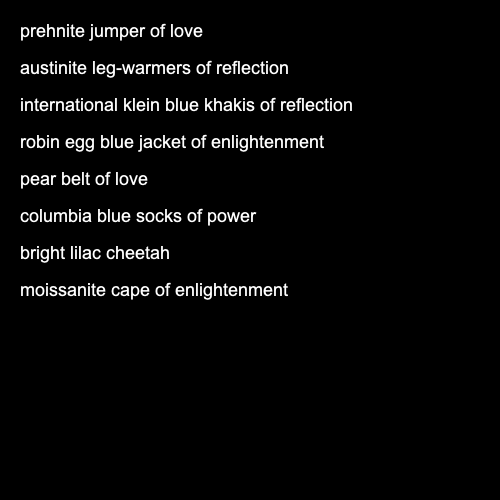 prehnite jumper of love
austinite leg-warmers of reflection
international klein blue khakis of reflection
robin egg blue jacket of enlightenment
pear belt of love
columbia blue socks of power
bright lilac cheetah
moissanite cape of enlightenment